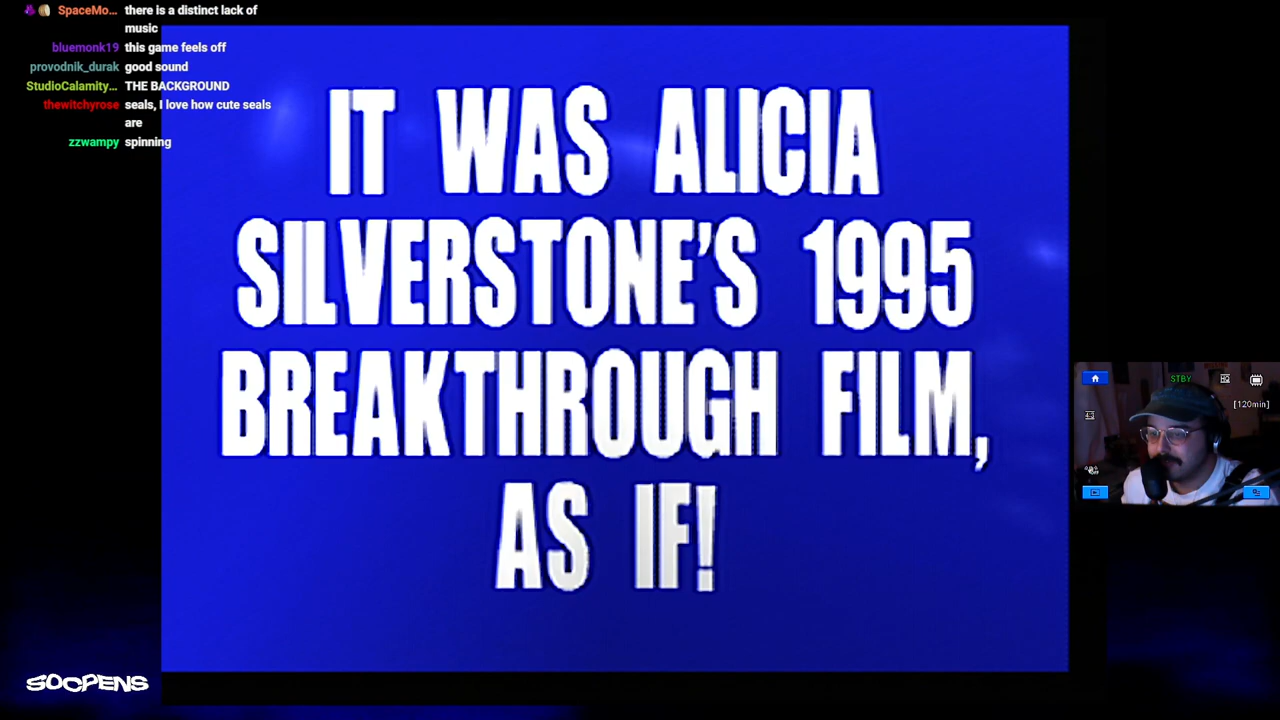 SpaceMo... there is a distinct lack of
music
bluemonk19 this game feels off
provodnik_durak good sound
StudioCalamity... THE BACKGROUND
thewitchyrose seals, I love how cute seals
are
zzwampy spinning
IT WAS ALICIA
SILVERSTONE'S 1995
BREAKTHROUGH FILM,
AS IF!
STBY
[120min]
SOCPENS